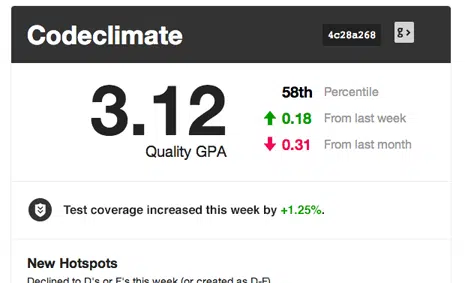 Codeclimate
4c28a268
g>
3.12
Quality GPA
58th Percentile
0.18 From last week
0.31 From last month
Test coverage increased this week by +1.25%.
New Hotspots
Declined to D's or F's this week (or created as D-F)